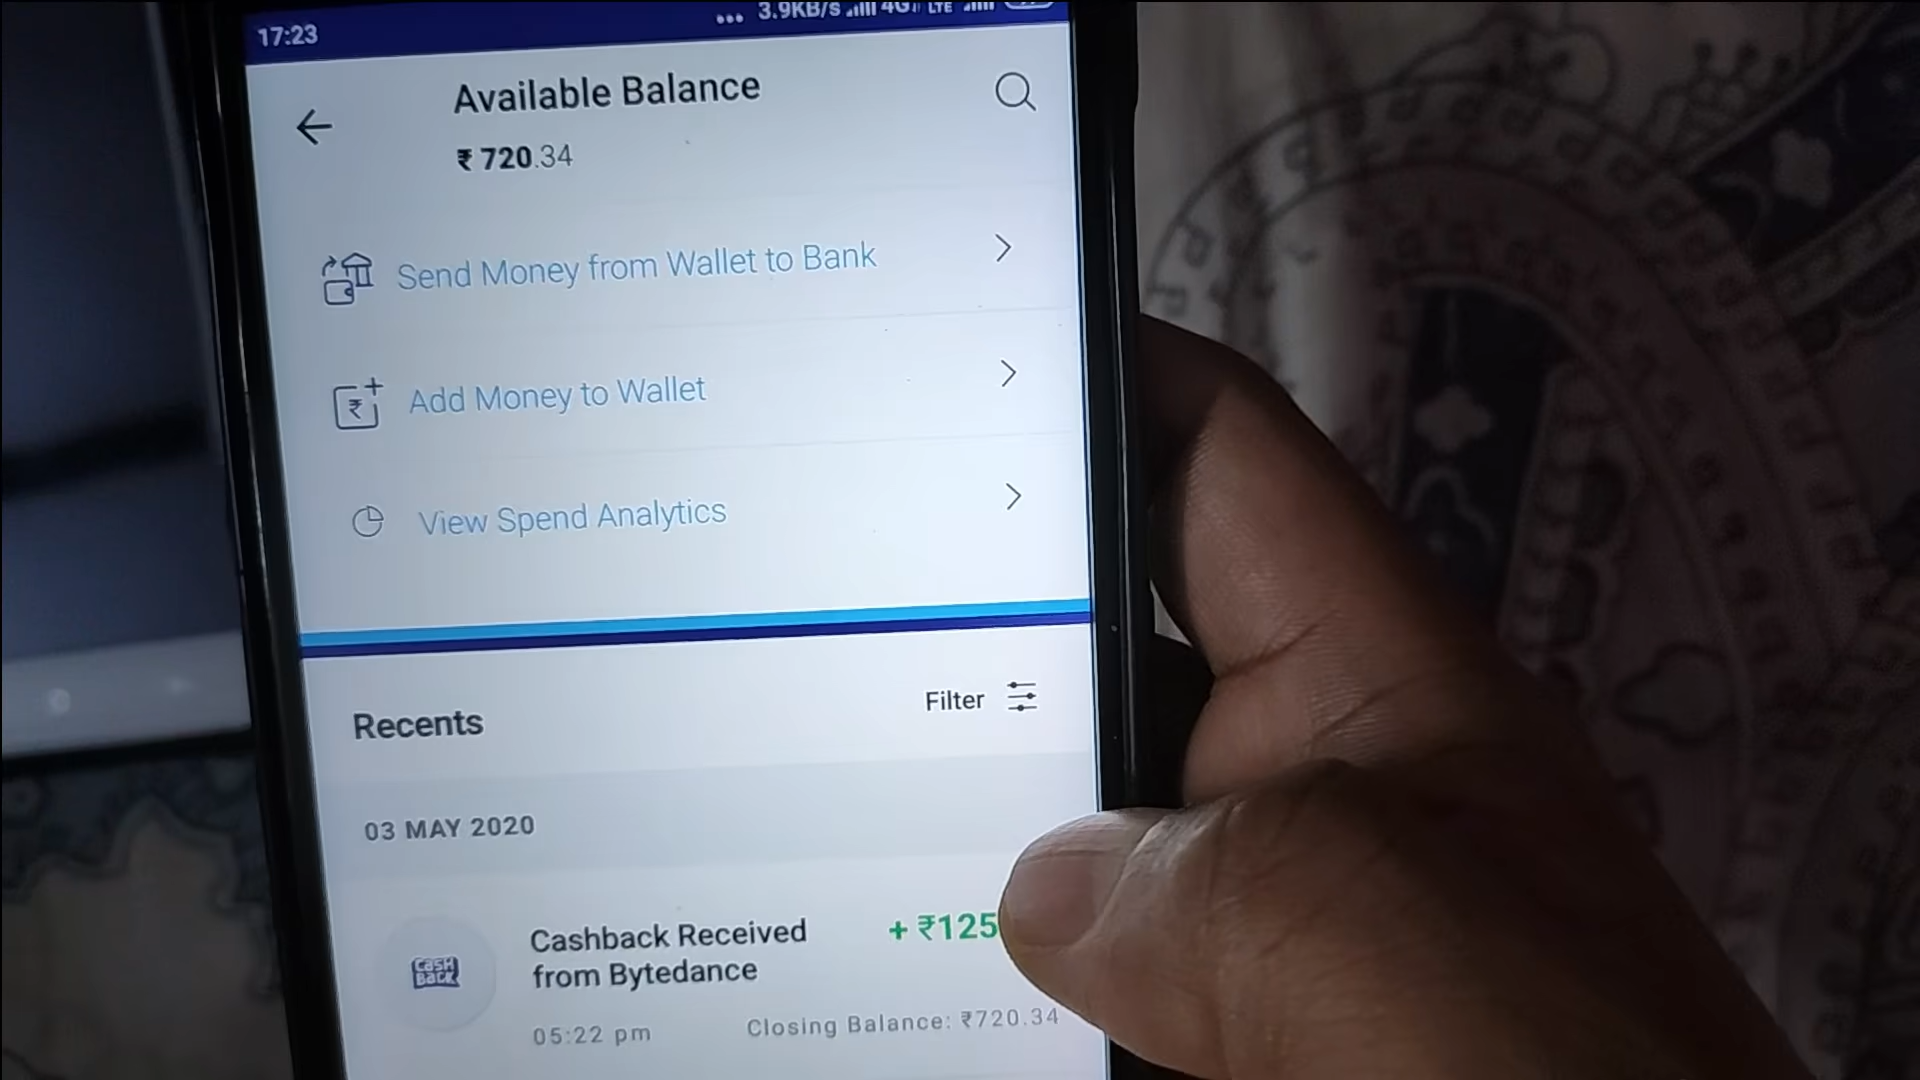 17:23 ... 3.9KB/s 4G LTE
Available Balance
₹ 720.34
Send Money from Wallet to Bank
₹ Add Money to Wallet
View Spend Analytics
Recents
Filter
03 MAY 2020
Cashback Received + ₹125
CASH BACK
from Bytedance
05:22 pm Closing Balance: ₹720.34